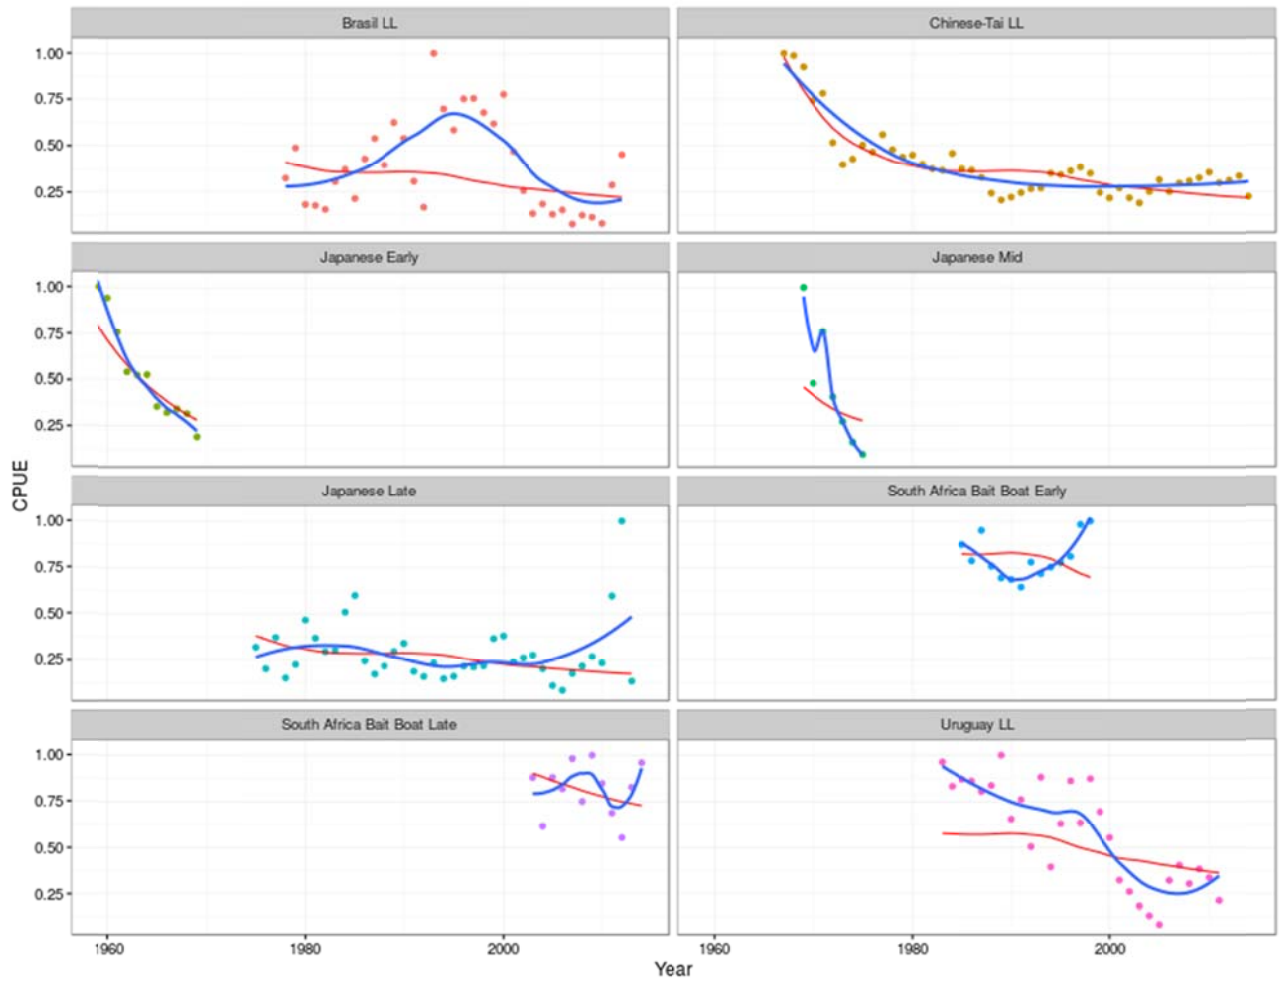 Brasil LL
Chinese-Tai LL
1.00
0.75
0.50
0.25
Japanese Early
Japanese Mid
1.00
0.75
0.50
0.25
CPUE
Japanese Late
South Africa Bait Boat Early
1.00
0.75
0.50
0.25
South Africa Bait Boat Late
Uruguay LL
1.00
0.75
0.50
0.25
1960 1980 2000 1960 1980 2000
Year